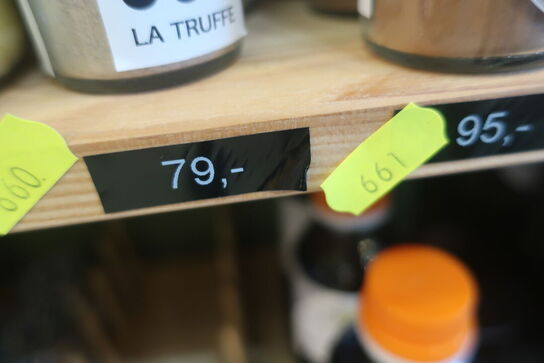 LA TRUFFE
660.
79,-
661
95,-